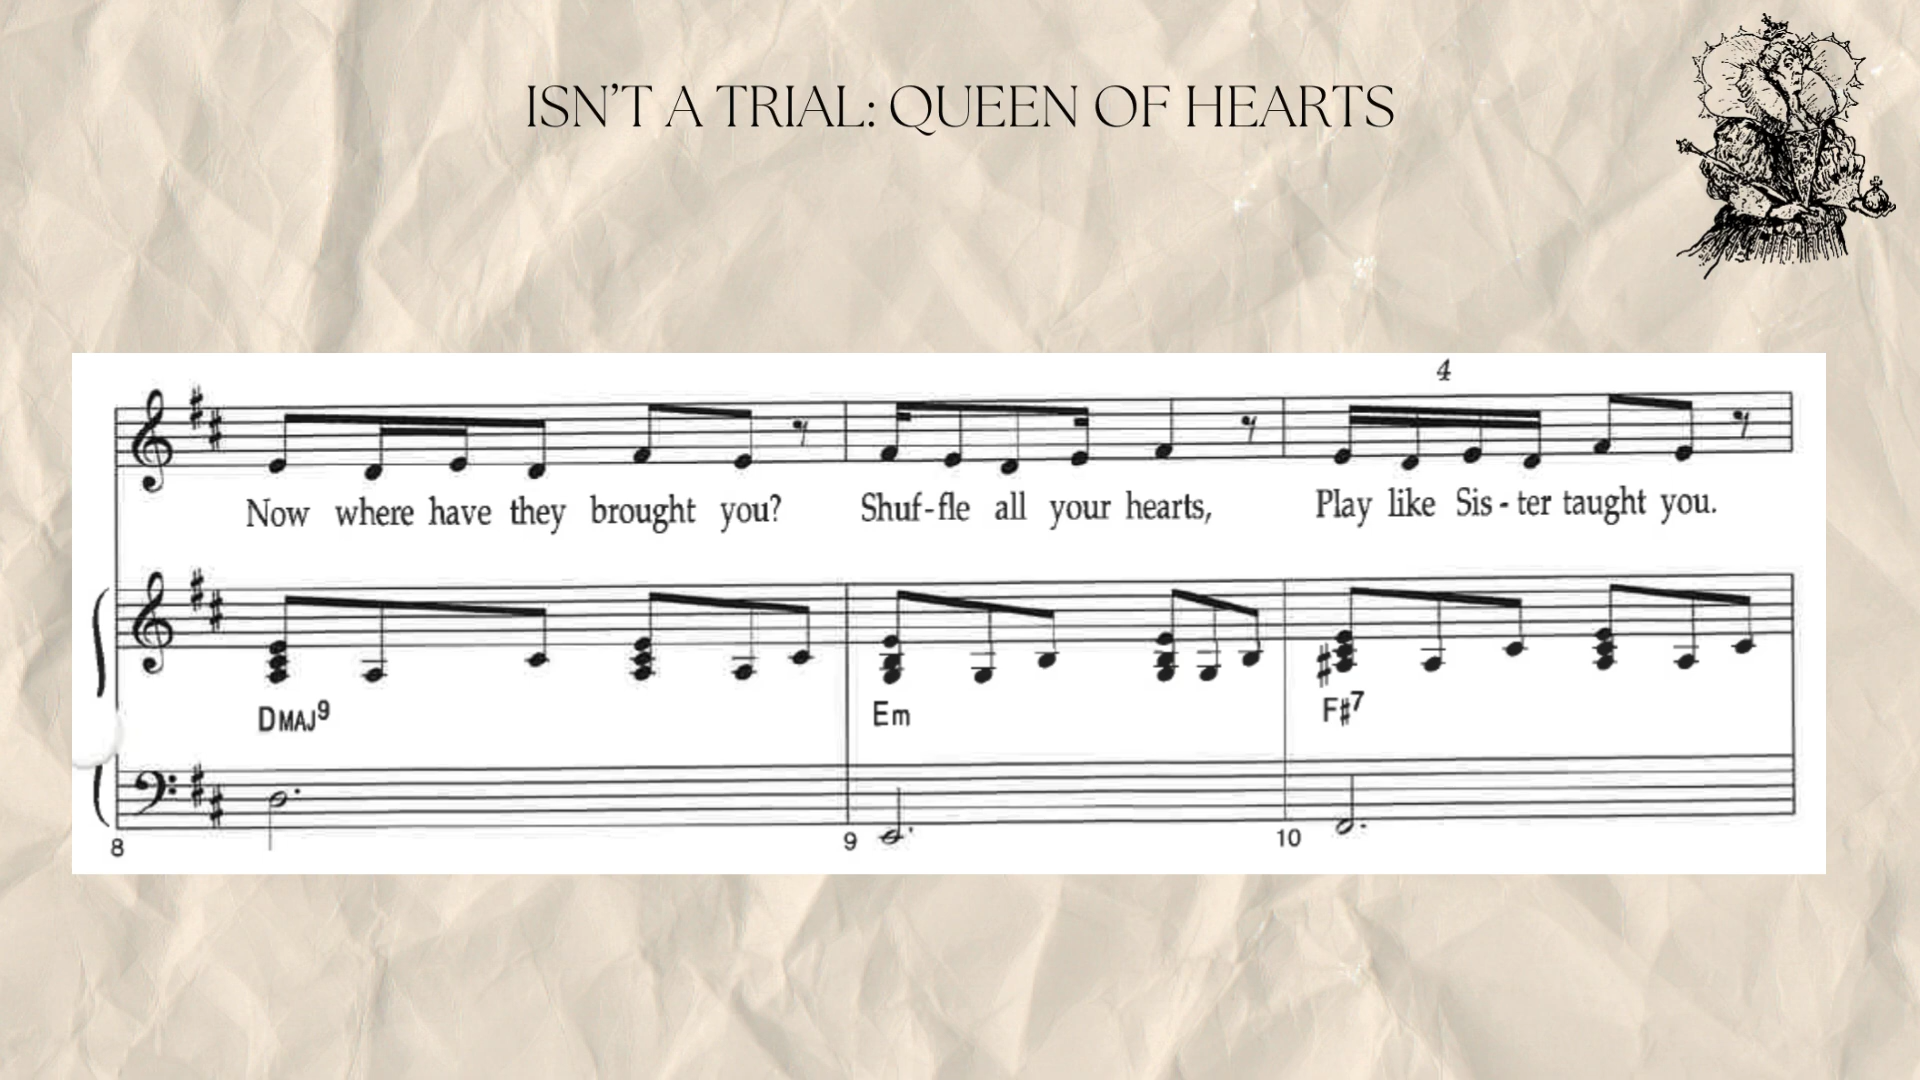 ISN'T A TRIAL: QUEEN OF HEARTS
4
Now where have they brought you? Shuf-fle all your hearts, Play like Sis-ter taught you.
DMAJ9 Em F#7
8 9 10